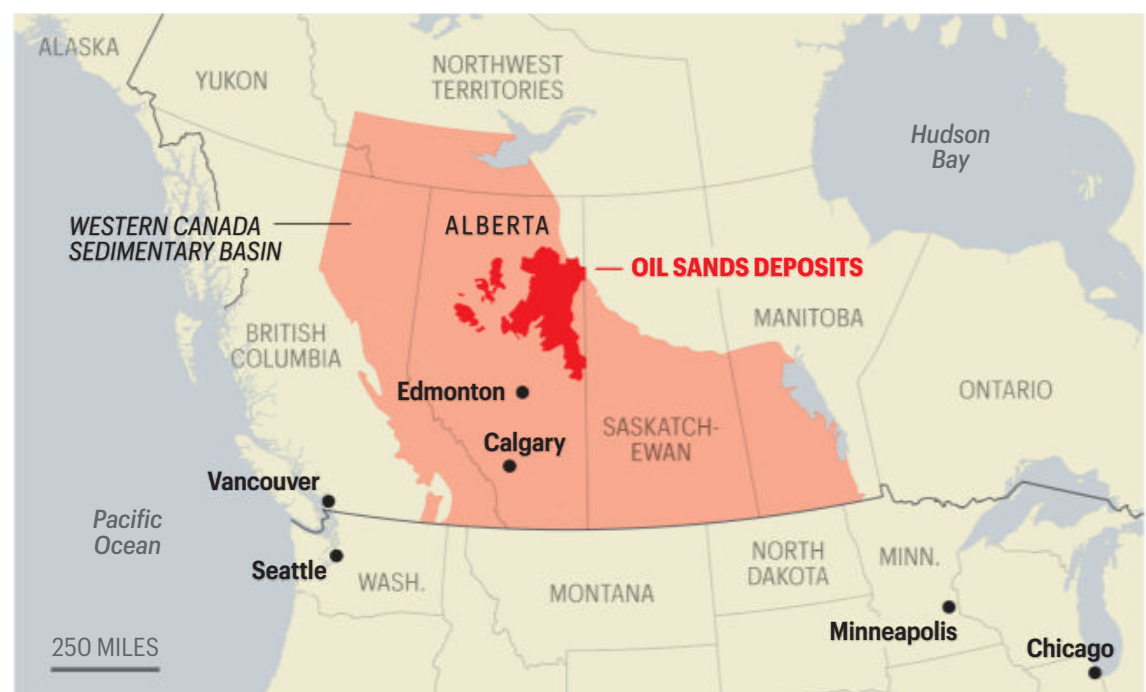 ALASKA
YUKON
NORTHWEST
TERRITORIES
Hudson
Bay
WESTERN CANADA
SEDIMENTARY BASIN
ALBERTA
OIL SANDS DEPOSITS
BRITISH
COLUMBIA
MANITOBA
Edmonton
ONTARIO
Calgary
SASKATCH-
EWAN
Vancouver
Pacific
Ocean
Seattle
WASH.
MONTANA
NORTH
DAKOTA
MINN.
Minneapolis
Chicago
250 MILES